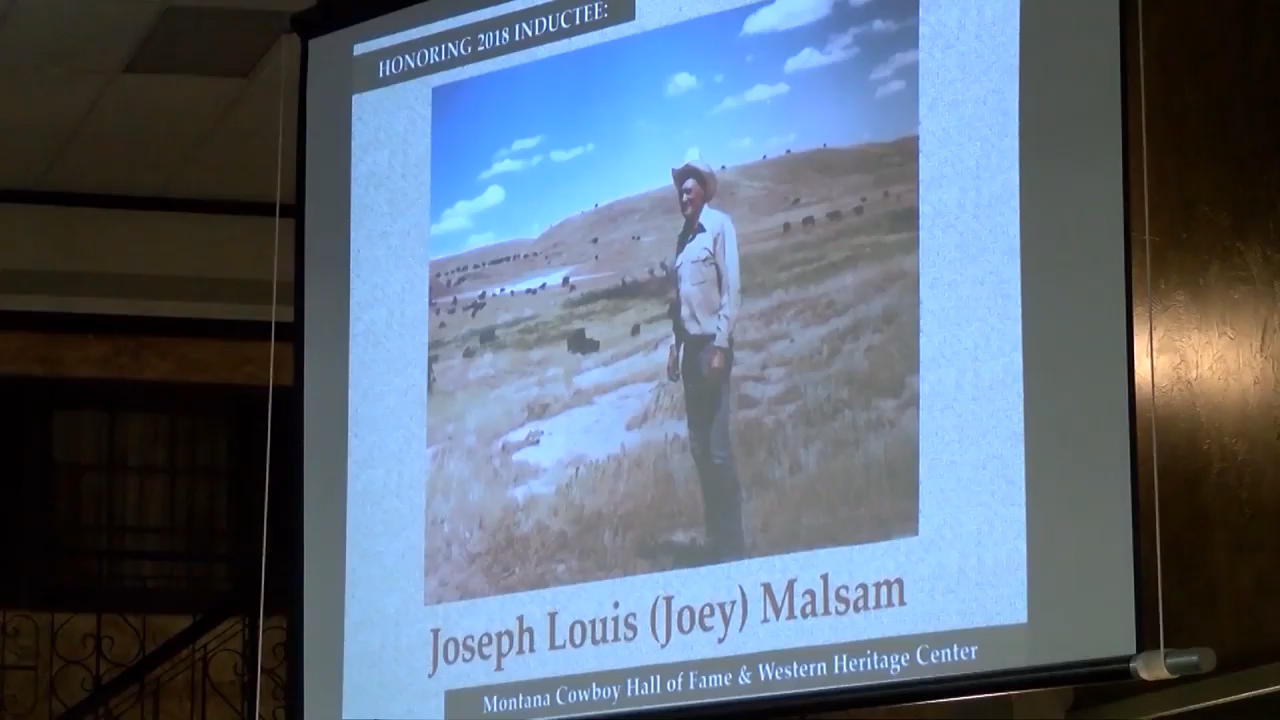 HONORING 2018 INDUCTEE:
Joseph Louis (Joey) Malsam
Montana Cowboy Hall of Fame & Western Heritage Center